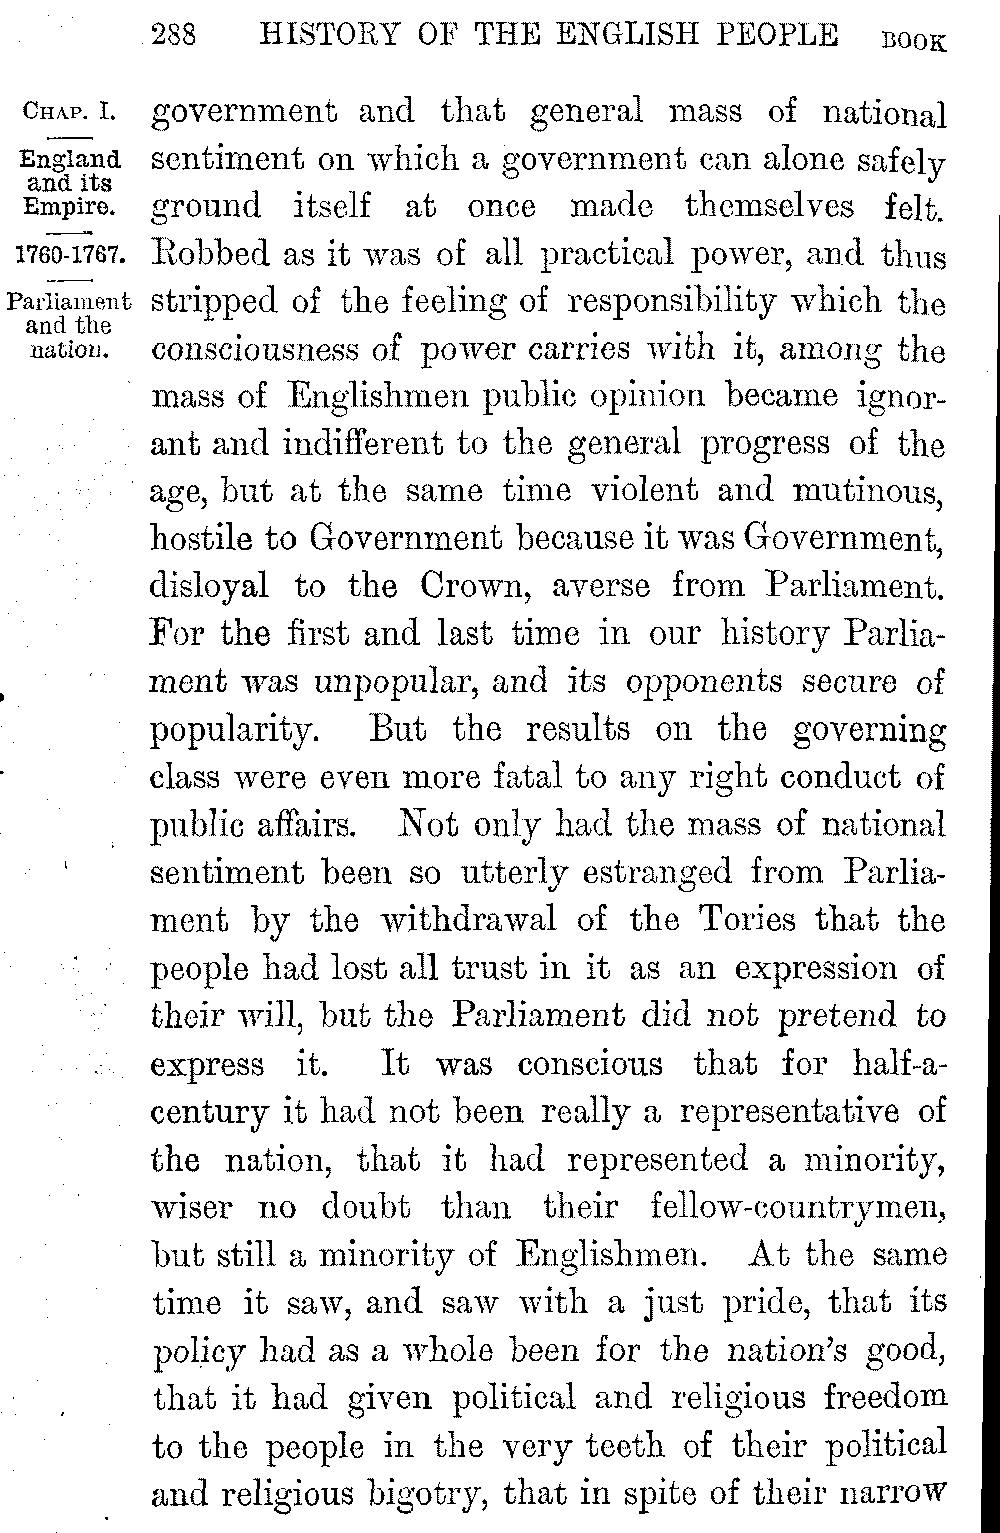 288 HISTORY OF THE ENGLISH PEOPLE BOOK
CHAP. I.
England
and its
Empire.
1760-1767.
Parliament
and the
nation.
government and that general mass of national
sentiment on which a government can alone safely
ground itself at once made themselves felt.
Robbed as it was of all practical power, and thus
stripped of the feeling of responsibility which the
consciousness of power carries with it, among the
mass of Englishmen public opinion became ignor-
ant and indifferent to the general progress of the
age, but at the same time violent and mutinous,
hostile to Government because it was Government,
disloyal to the Crown, averse from Parliament.
For the first and last time in our history Parlia-
ment was unpopular, and its opponents secure of
popularity. But the results on the governing
class were even more fatal to any right conduct of
public affairs. Not only had the mass of national
sentiment been so utterly estranged from Parlia-
ment by the withdrawal of the Tories that the
people had lost all trust in it as an expression of
their will, but the Parliament did not pretend to
express it. It was conscious that for half-a-
century it had not been really a representative of
the nation, that it had represented a minority,
wiser no doubt than their fellow-countrymen,
but still a minority of Englishmen. At the same
time it saw, and saw with a just pride, that its
policy had as a whole been for the nation's good,
that it had given political and religious freedom
to the people in the very teeth of their political
and religious bigotry, that in spite of their narrow